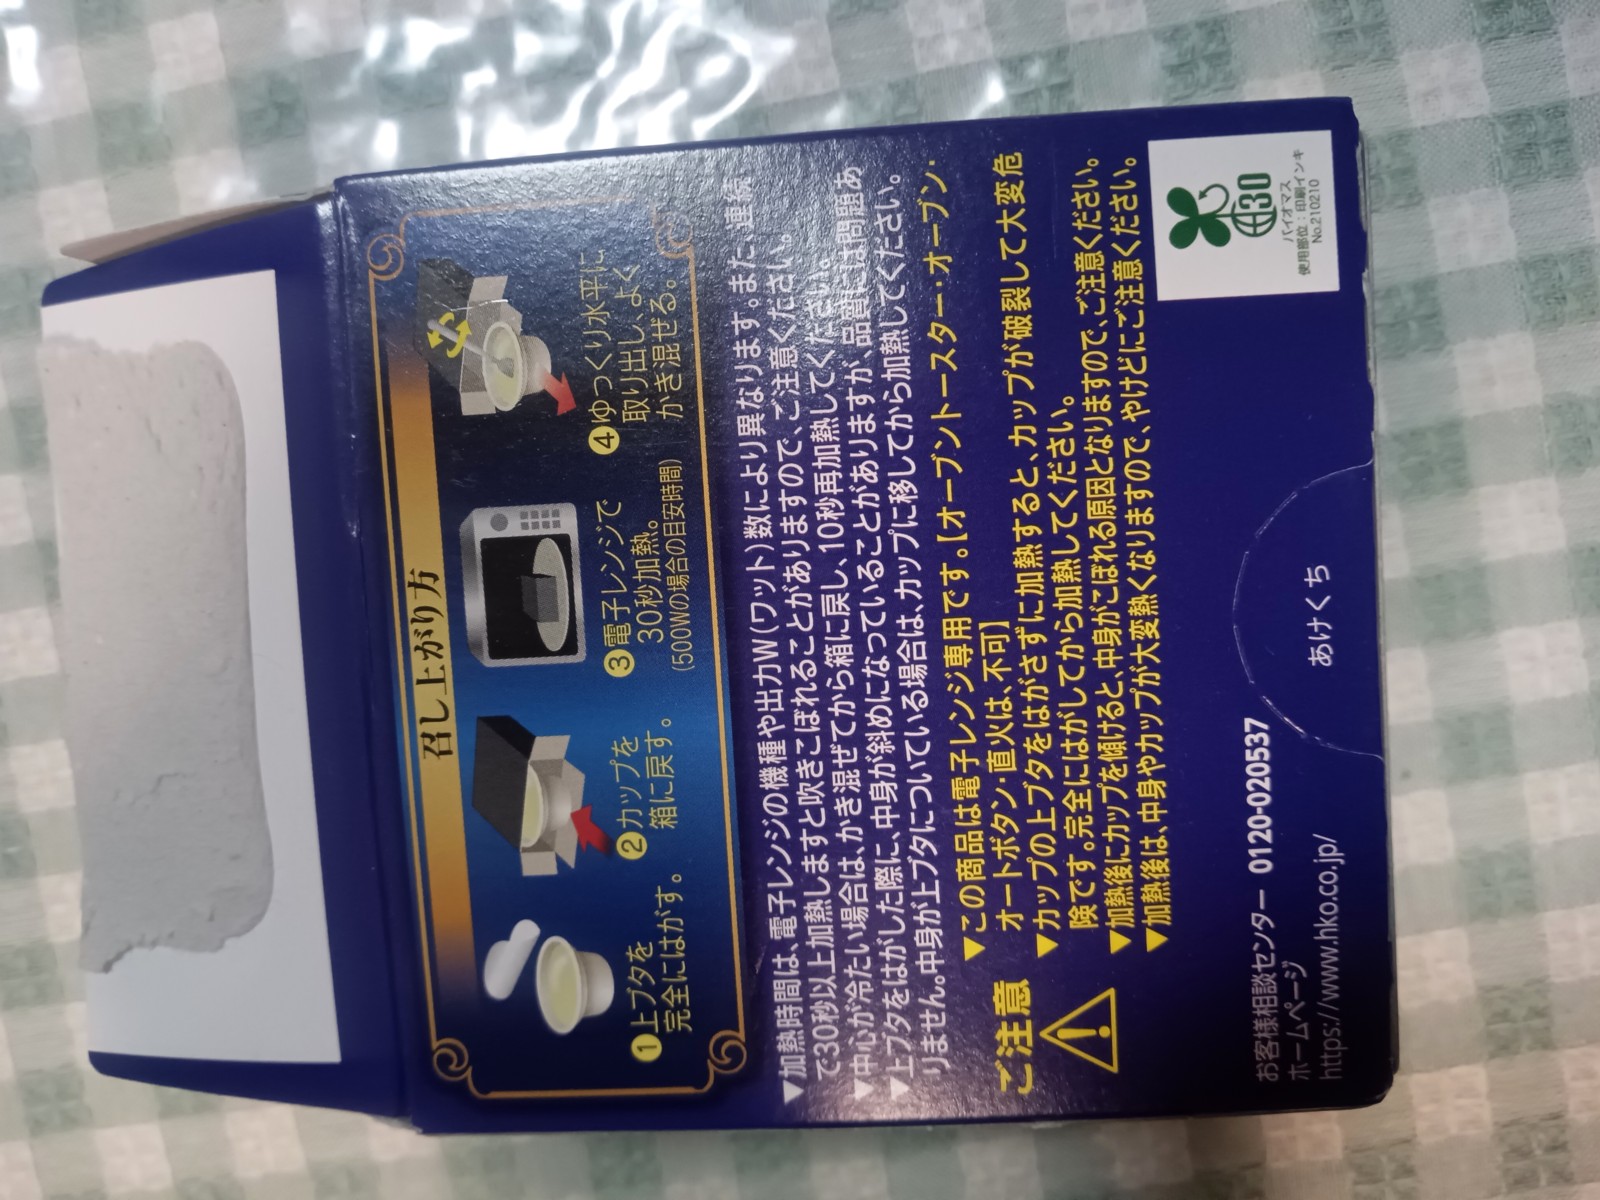 召し上がり方
①上ブタを
完全にはがす。
②カップを
箱に戻す。
③電子レンジで
30秒加熱。
(500Wの場合の目安時間)
④ゆっくり水平に
取り出し、よく
かき混ぜる。
▼加熱時間は、電子レンジの機種や出力W(ワット)数により異なります。また、連続
で30秒以上加熱しますと吹きこぼれることがありますので、ご注意ください。
▼中心が冷たい場合は、かき混ぜてから箱に戻し、10秒再加熱してください。
▼上ブタをはがした際に、中身が斜めになっていることがありますが、品質には問題あ
りません。中身が上ブタについている場合は、カップに移してから加熱してください。
ご注意
▼この商品は電子レンジ専用です。【オーブントースター・オーブン・
オートボタン・直火は、不可】
▼カップの上ブタをはがさずに加熱すると、カップが破裂して大変危
険です。完全にはがしてから加熱してください。
▼加熱後にカップを傾けると、中身がこぼれる原因となりますので、ご注意ください。
▼加熱後は、中身やカップが大変熱くなりますので、やけどにご注意ください。
お客様相談センター 0120-020537
ホームページ
https://www.hko.co.jp/
あけくち
30
バイオマス
使用部位:印刷インキ
No.210210